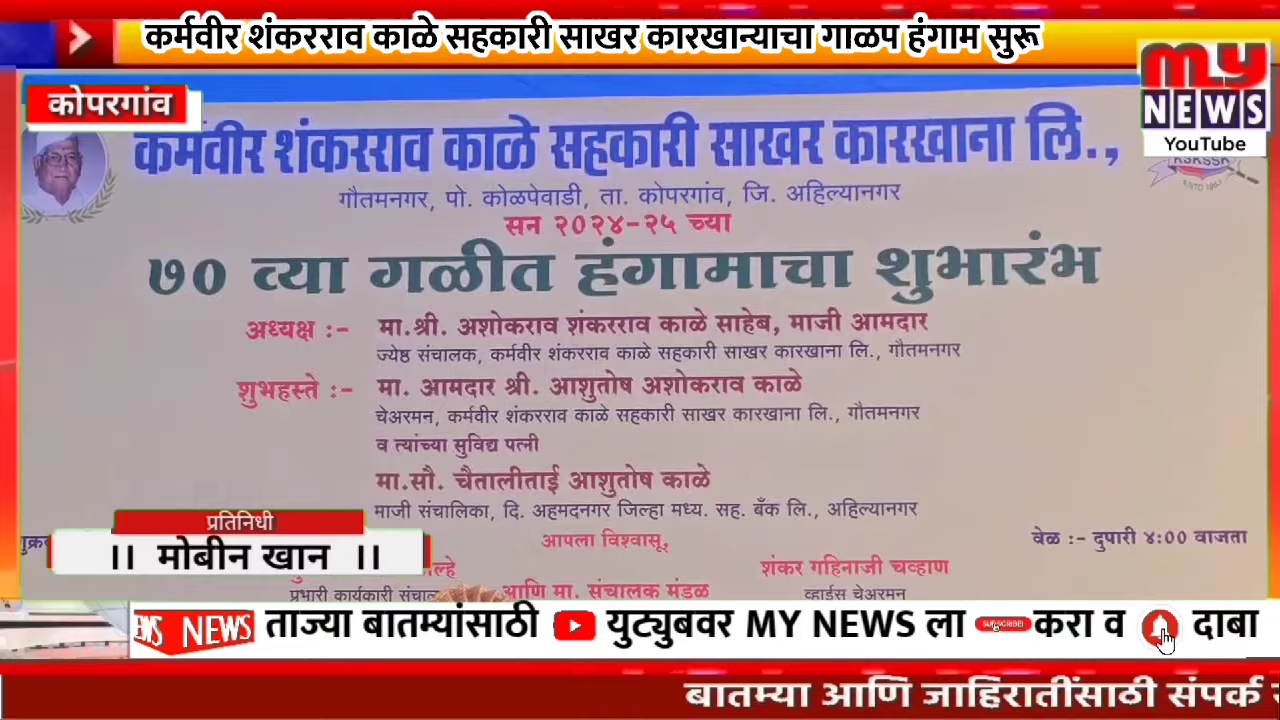 कर्मवीर शंकरराव काळे सहकारी साखर कारखान्याचा गाळप हंगाम सुरू
my
NEWS
YouTube
कोपरगांव
कर्मवीर शंकरराव काळे सहकारी साखर कारखाना लि.,
गौतमनगर, पो. कोळपेवाडी, ता. कोपरगांव, जि. अहिल्यानगर
सन २०२४-२५ च्या
७० व्या गळीत हंगामाचा शुभारंभ
अध्यक्ष :- मा.श्री. अशोकराव शंकरराव काळे साहेब, माजी आमदार
ज्येष्ठ संचालक, कर्मवीर शंकरराव काळे सहकारी साखर कारखाना लि., गौतमनगर
शुभहस्ते :- मा. आमदार श्री. आशुतोष अशोकराव काळे
चेअरमन, कर्मवीर शंकरराव काळे सहकारी साखर कारखाना लि., गौतमनगर
व त्यांच्या सुविद्य पत्नी
मा.सौ. चैतालीताई आशुतोष काळे
माजी संचालिका, दि. अहमदनगर जिल्हा मध्य. सह. बँक लि., अहिल्यानगर
प्रतिनिधी
।। मोबीन खान ।।
आपला विश्वासू,
वेळ :- दुपारी ४:०० वाजता
शंकर गहिनाजी चव्हाण
प्रभारी कार्यकारी आणि मा. संचालक मंडळ व्हाईस चेअरमन
NEWS ताज्या बातम्यांसाठी युट्युबवर MY NEWS ला SUBSCRIBE करा व दाबा
बातम्या आणि जाहिरातींसाठी संपर्क